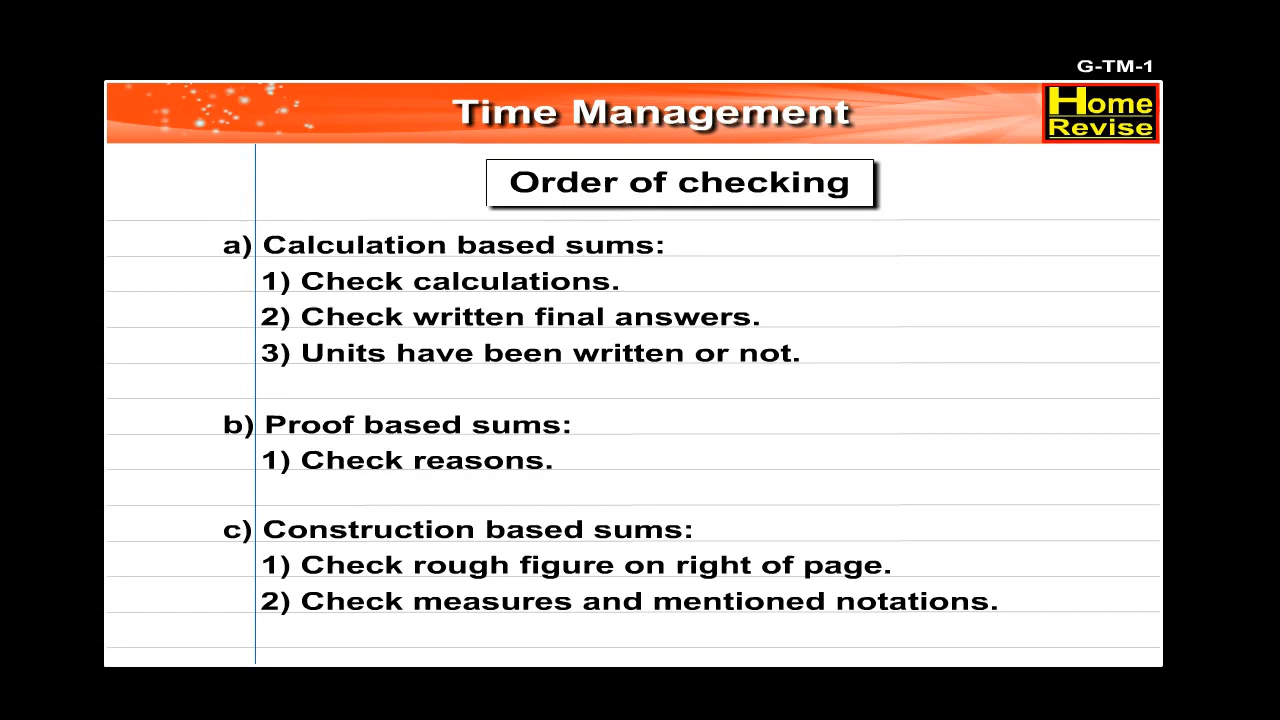 G-TM-1
Time Management
Home
Revise
Order of checking
a) Calculation based sums:
1) Check calculations.
2) Check written final answers.
3) Units have been written or not.
b) Proof based sums:
1) Check reasons.
c) Construction based sums:
1) Check rough figure on right of page.
2) Check measures and mentioned notations.